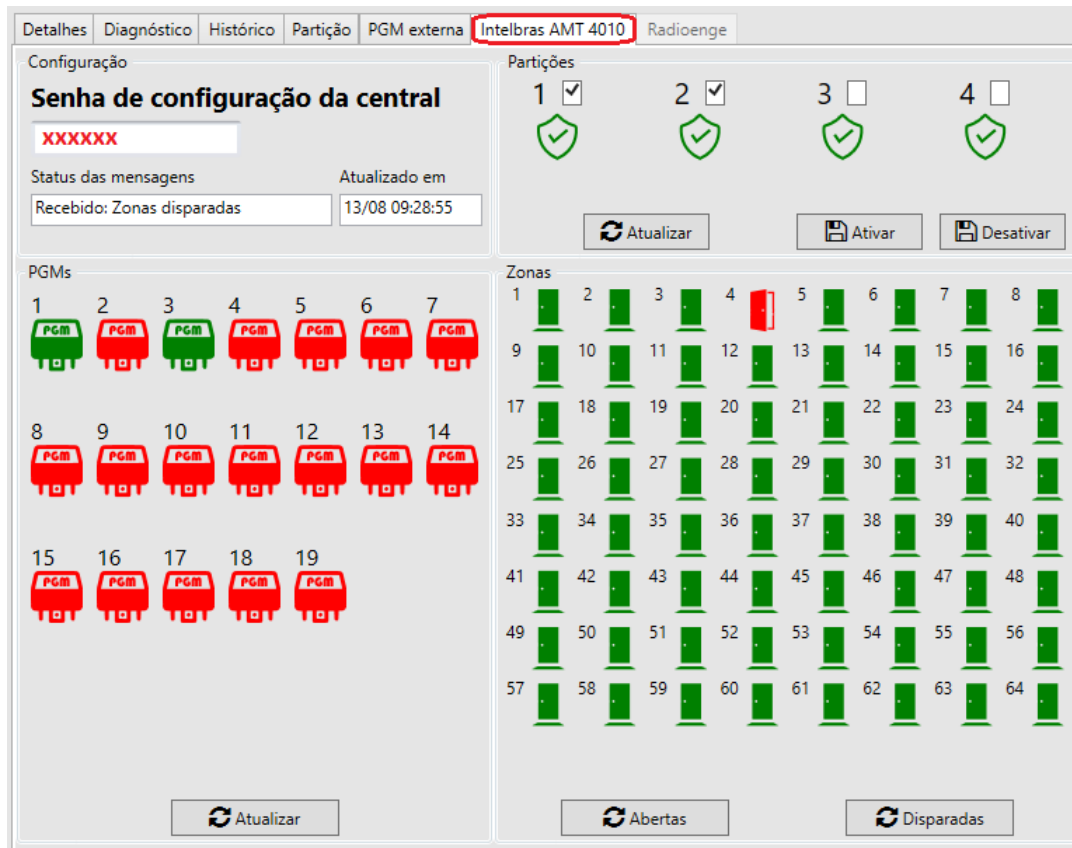 Detalhes Diagnóstico Histórico Partição PGM externa Intelbras AMT 4010 Radioenge
Configuração
Senha de configuração da central
xxxxxx
Status das mensagens Atualizado em
Recebido: Zonas disparadas 13/08 09:28:55
Partições
1 2 3 4
Atualizar Ativar Desativar
PGMs
1 2 3 4 5 6 7
PGM PGM PGM PGM PGM PGM PGM
8 9 10 11 12 13 14
PGM PGM PGM PGM PGM PGM PGM
15 16 17 18 19
PGM PGM PGM PGM PGM
Atualizar
Zonas
1 2 3 4 5 6 7 8
9 10 11 12 13 14 15 16
17 18 19 20 21 22 23 24
25 26 27 28 29 30 31 32
33 34 35 36 37 38 39 40
41 42 43 44 45 46 47 48
49 50 51 52 53 54 55 56
57 58 59 60 61 62 63 64
Abertas Disparadas